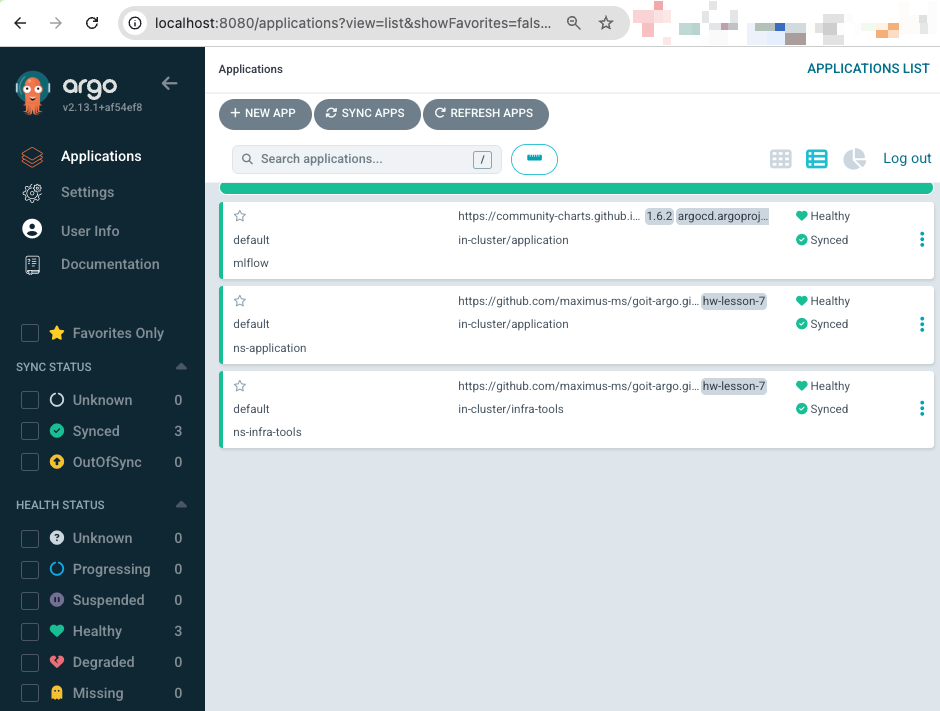 localhost:8080/applications?view=list&showFavorites=fals...
argo
v2.13.1+af54ef8
Applications
Settings
User Info
Documentation
Favorites Only
SYNC STATUS
Unknown 0
Synced 3
OutOfSync 0
HEALTH STATUS
Unknown 0
Progressing 0
Suspended 0
Healthy 3
Degraded 0
Missing 0
Applications
APPLICATIONS LIST
NEW APP
SYNC APPS
REFRESH APPS
Search applications...
/
Log out
https://community-charts.github.i... 1.6.2 argocd.argoproj... Healthy
default in-cluster/application Synced
mlflow
https://github.com/maximus-ms/goit-argo.gi... hw-lesson-7 Healthy
default in-cluster/application Synced
ns-application
https://github.com/maximus-ms/goit-argo.gi... hw-lesson-7 Healthy
default in-cluster/infra-tools Synced
ns-infra-tools